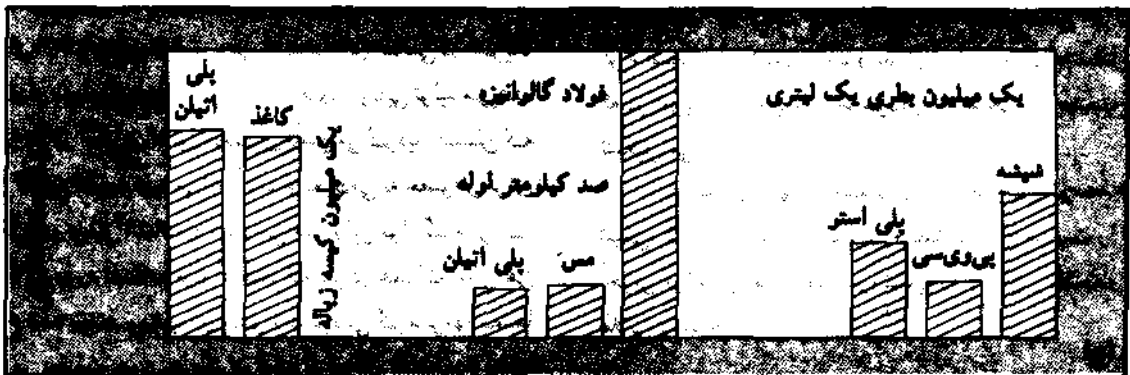 یک میلیون بطری یک لیتری
شیشه
پی‌وی‌سی
پلی استر
فولاد گالوانیزه
صد کیلومتر لوله
مس
پلی اتیلن
یک میلیون کیسه زباله
کاغذ
پلی
اتیلن